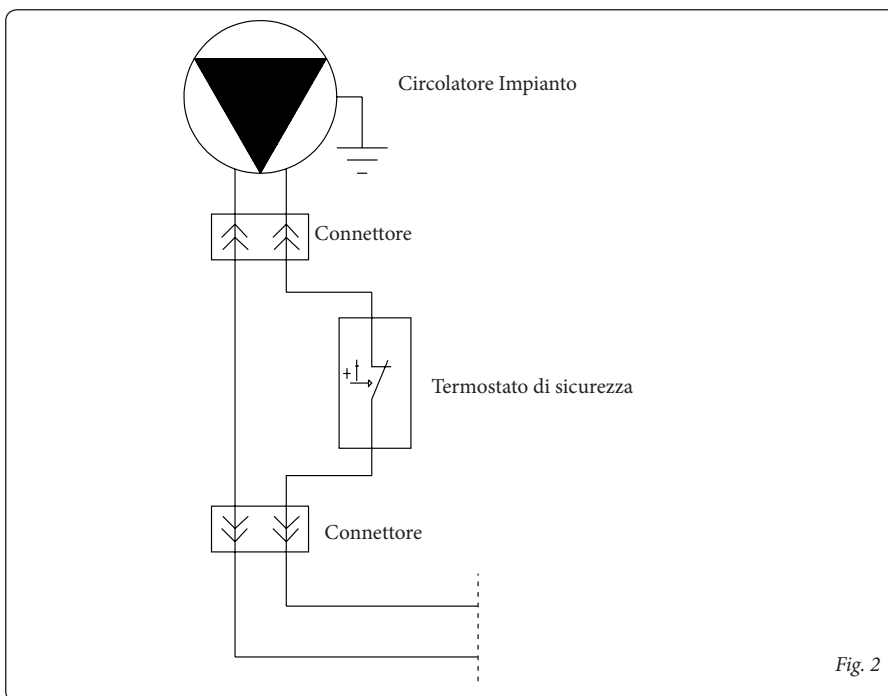 Circolatore Impianto
Connettore
+ t
Termostato di sicurezza
Connettore
Fig. 2